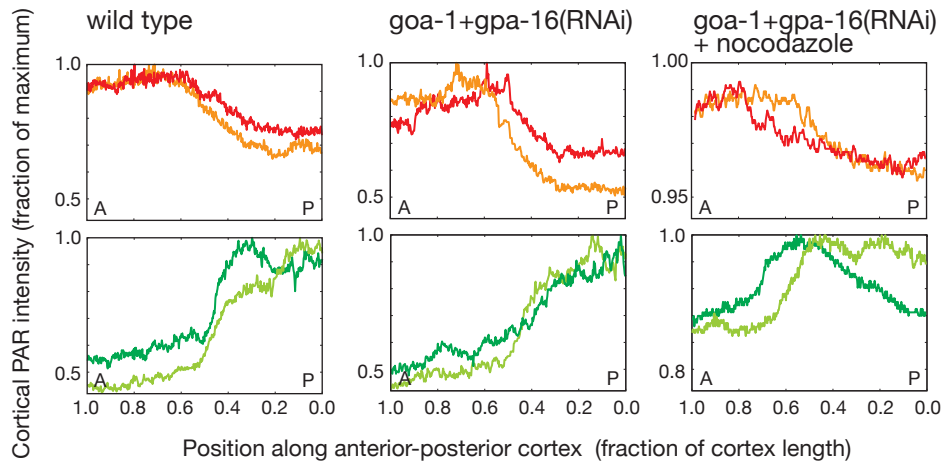 wild type
goa-1+gpa-16(RNAi)
goa-1+gpa-16(RNAi)
+ nocodazole
Cortical PAR intensity (fraction of maximum)
1.0
0.5
A
P
1.0
0.5
A
P
1.00
0.95
A
P
1.0
0.5
A
P
1.0 0.8 0.6 0.4 0.2 0.0
1.0
0.5
A
P
1.0 0.8 0.6 0.4 0.2 0.0
1.0
0.8
A
P
1.0 0.8 0.6 0.4 0.2 0.0
Position along anterior-posterior cortex (fraction of cortex length)